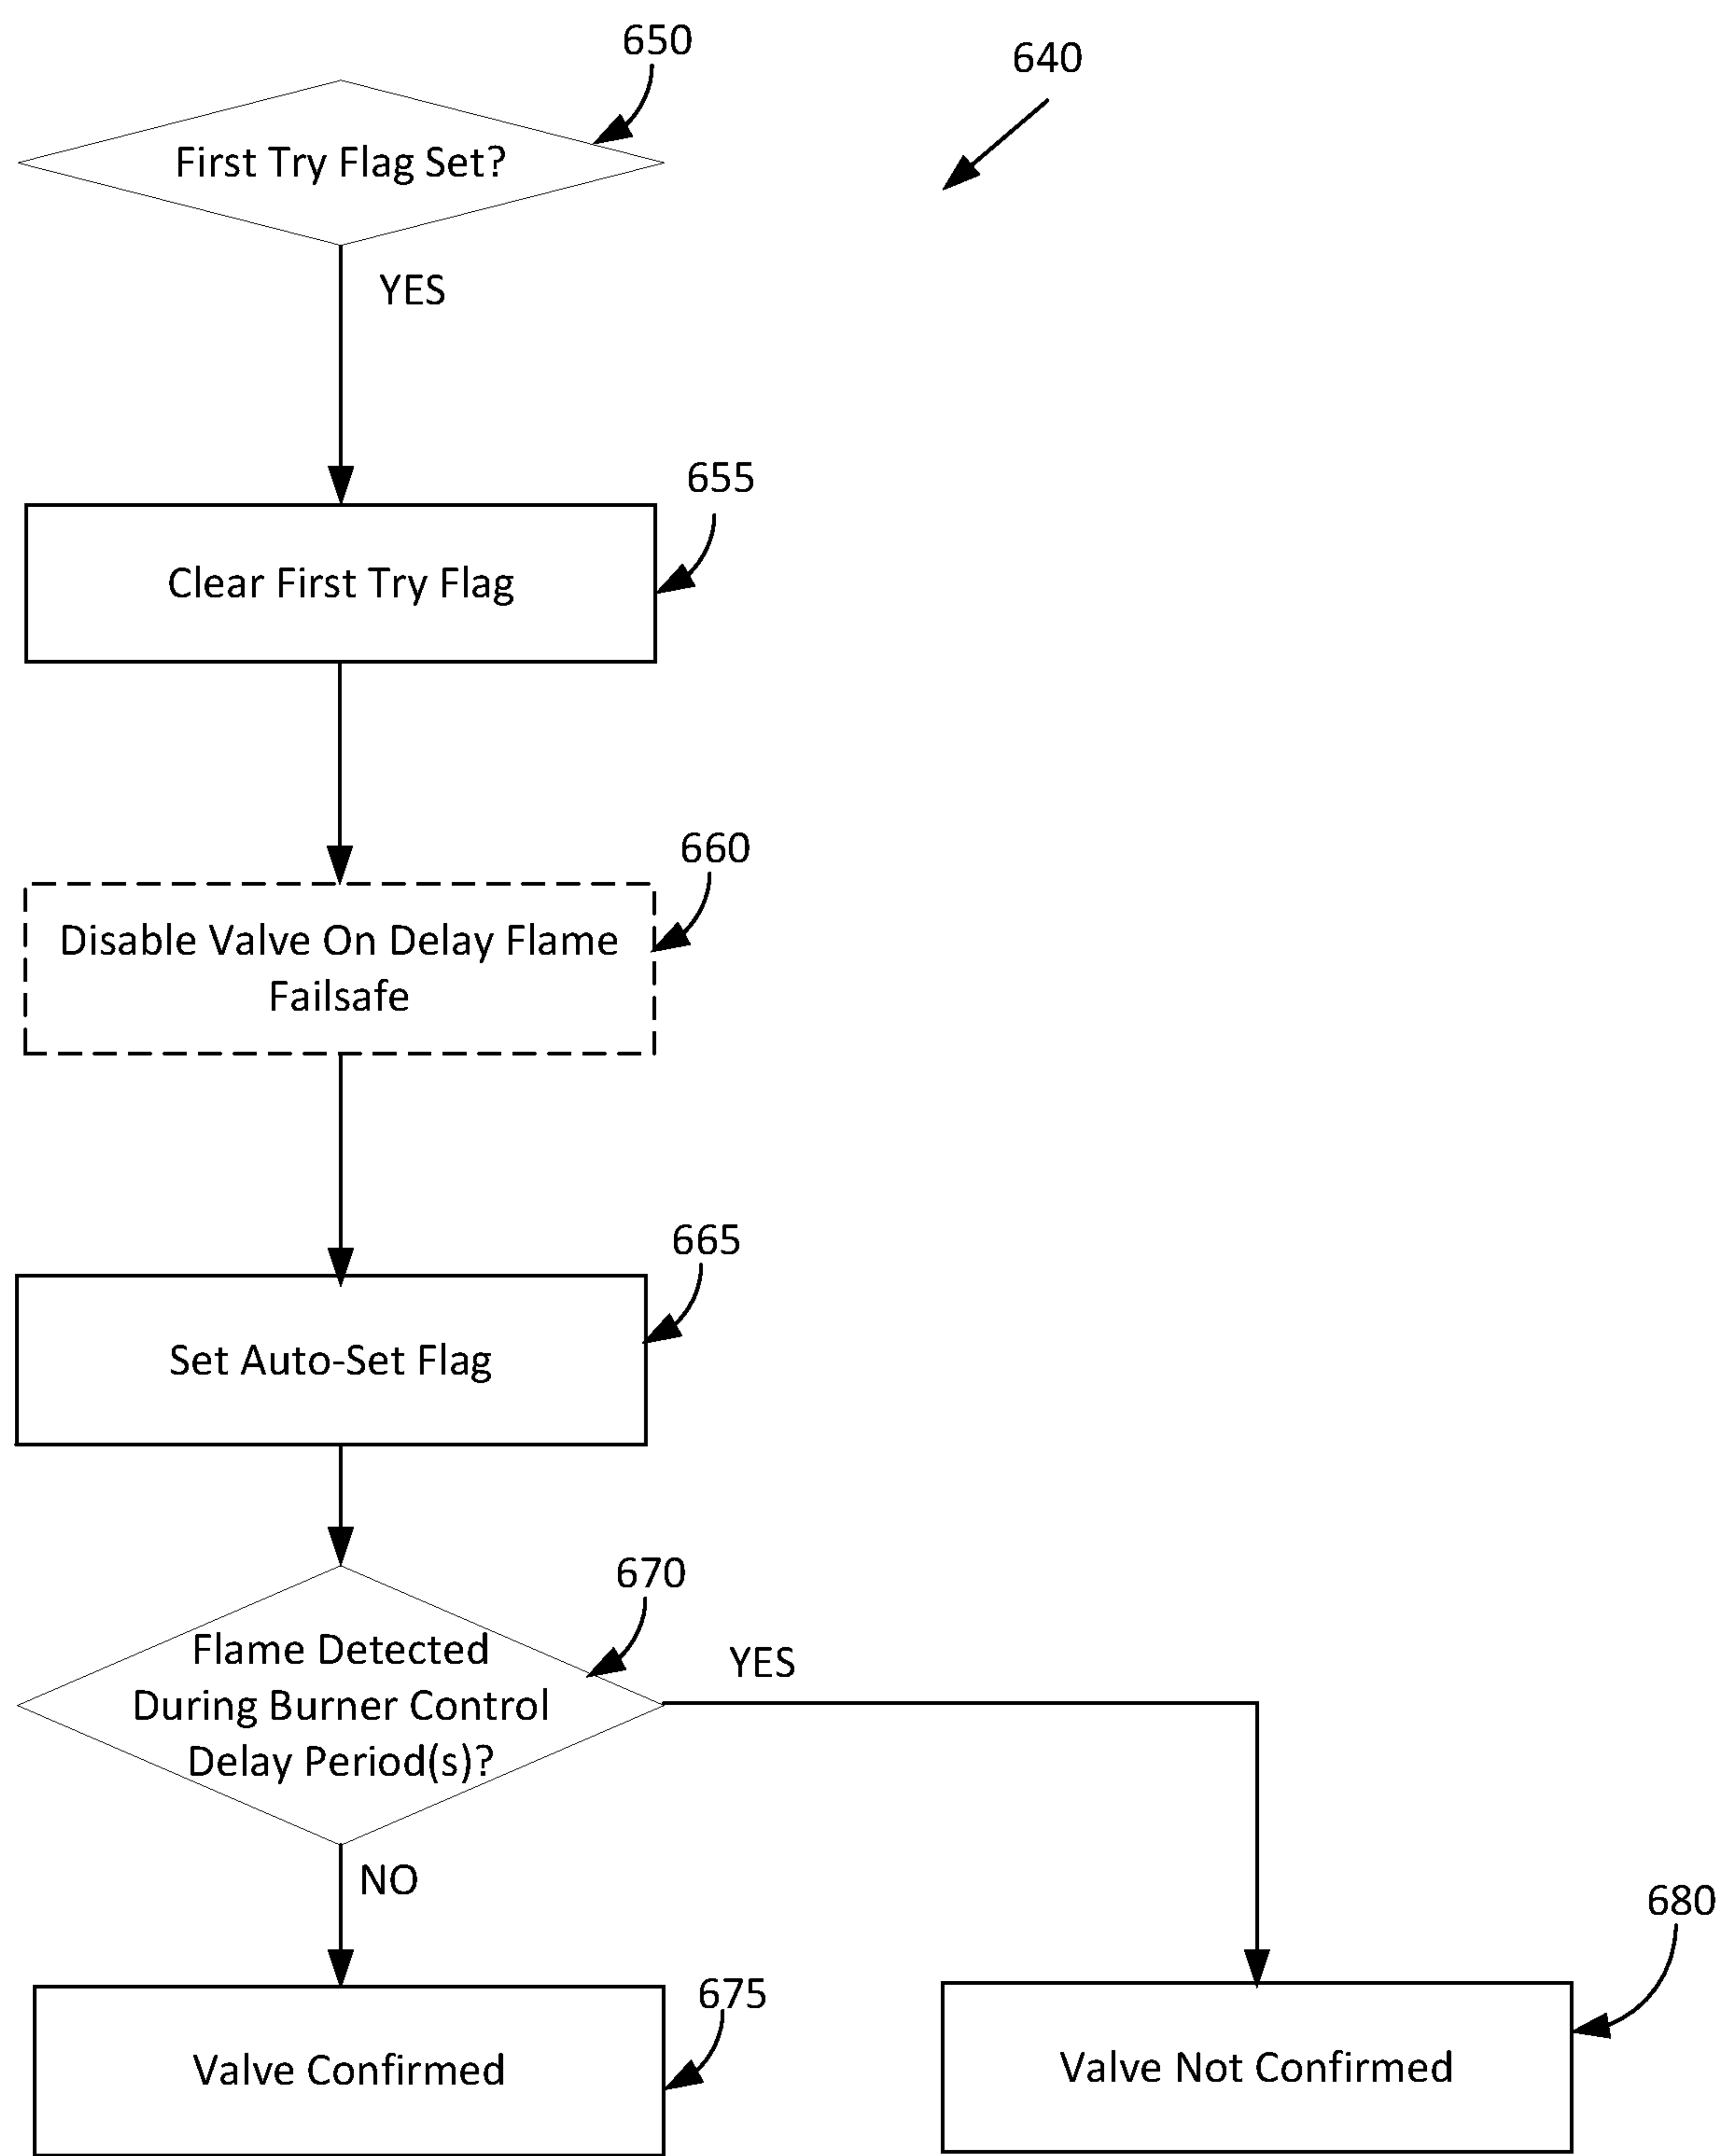 650
640
First Try Flag Set?
YES
655
Clear First Try Flag
660
Disable Valve On Delay Flame
Failsafe
665
Set Auto-Set Flag
670
Flame Detected
During Burner Control
Delay Period(s)?
YES
NO
680
675
Valve Confirmed
Valve Not Confirmed